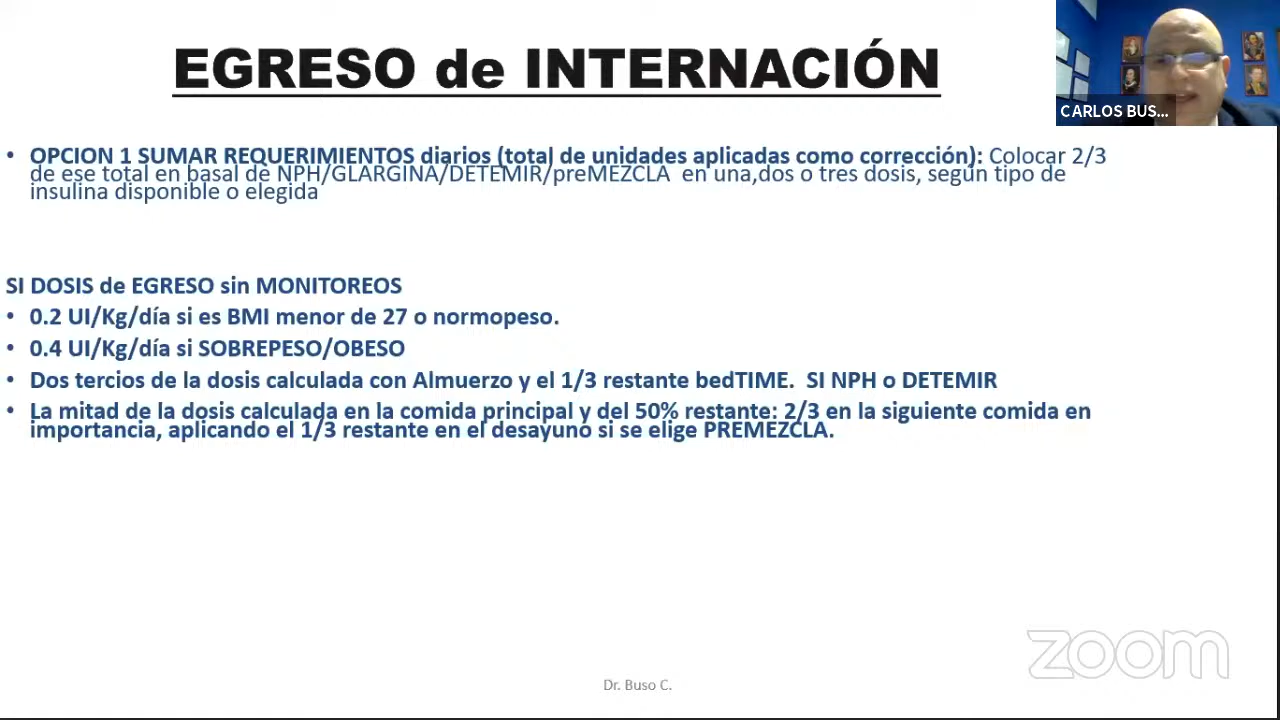 EGRESO de INTERNACIÓN
CARLOS BUS...
• OPCION 1 SUMAR REQUERIMIENTOS diarios (total de unidades aplicadas como corrección): Colocar 2/3
de ese total en basal de NPH/GLARGINA/DETEMIR/preMEZCLA en una,dos o tres dosis, según tipo de
insulina disponible o elegida
SI DOSIS de EGRESO sin MONITOREOS
• 0.2 UI/Kg/día si es BMI menor de 27 o normopeso.
• 0.4 UI/Kg/día si SOBREPESO/OBESO
• Dos tercios de la dosis calculada con Almuerzo y el 1/3 restante bedTIME. SI NPH o DETEMIR
• La mitad de la dosis calculada en la comida principal y del 50% restante: 2/3 en la siguiente comida en
importancia, aplicando el 1/3 restante en el desayuno si se elige PREMEZCLA.
zoom
Dr. Buso C.